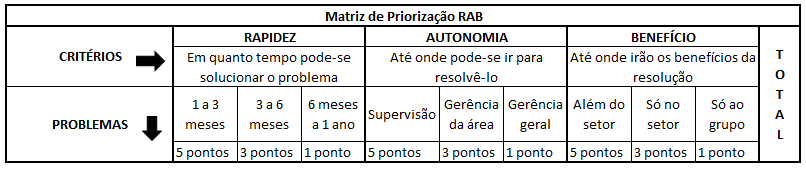 Matriz de Priorização RAB
CRITÉRIOS
RAPIDEZ
AUTONOMIA
BENEFÍCIO
TOTAL
Em quanto tempo pode-se
solucionar o problema
Até onde pode-se ir para
resolvê-lo
Até onde irão os benefícios da
resolução
PROBLEMAS
1 a 3
meses
3 a 6
meses
6 meses
a 1 ano
Supervisão
Gerência
da área
Gerência
geral
Além do
setor
Só no
setor
Só ao
grupo
5 pontos
3 pontos
1 ponto
5 pontos
3 pontos
1 ponto
5 pontos
3 pontos
1 ponto